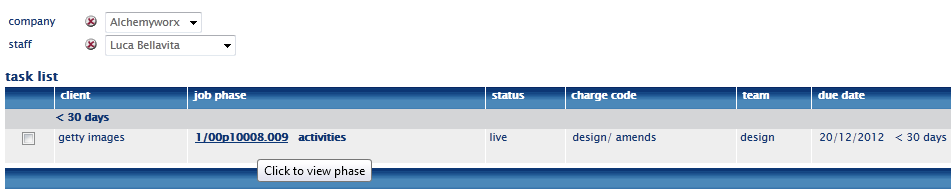 company Alchemyworx
staff Luca Bellavita
task list
client job phase status charge code team due date
< 30 days
getty images 1/00p10008.009 activities live design/ amends design 20/12/2012 < 30 days
Click to view phase